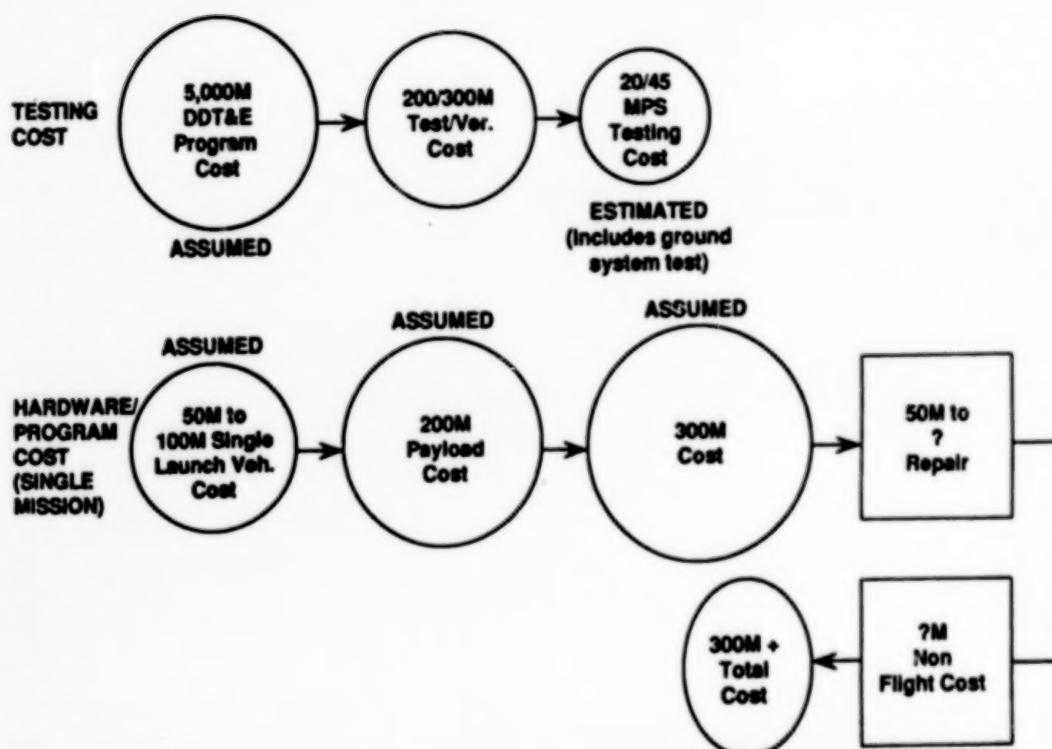 TESTING
COST
5,000M
DDT&E
Program
Cost
ASSUMED
200/300M
Test/Ver.
Cost
20/45
MPS
Testing
Cost
ESTIMATED
(Includes ground
system test)
HARDWARE/
PROGRAM
COST
(SINGLE
MISSION)
ASSUMED
50M to
100M Single
Launch Veh.
Cost
ASSUMED
200M
Payload
Cost
ASSUMED
300M
Cost
50M to
?
Repair
?M
Non
Flight Cost
300M +
Total
Cost